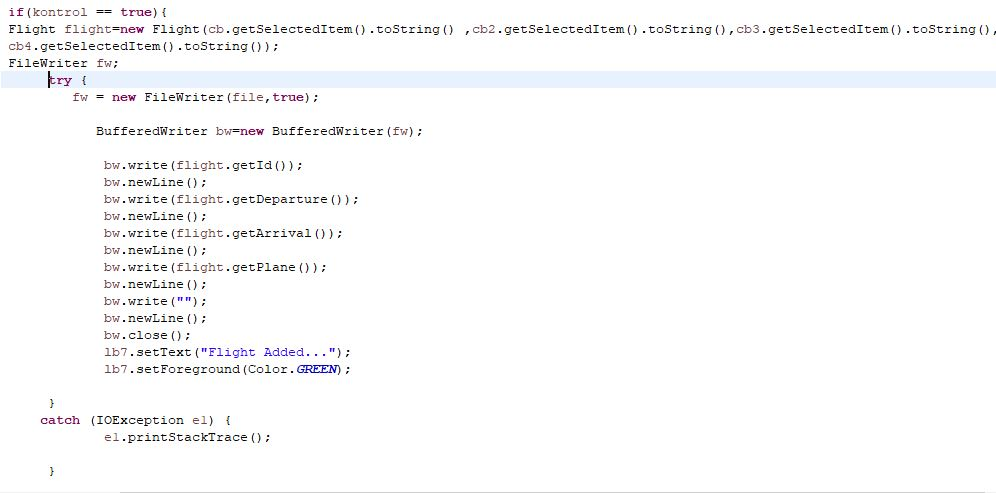 if(kontrol == true){
Flight flight=new Flight(cb.getSelectedItem().toString() ,cb2.getSelectedItem().toString(),cb3.getSelectedItem().toString(),
cb4.getSelectedItem().toString());
FileWriter fw;
try {
fw = new FileWriter(file,true);
BufferedWriter bw=new BufferedWriter(fw);
bw.write(flight.getId());
bw.newLine();
bw.write(flight.getDeparture());
bw.newLine();
bw.write(flight.getArrival());
bw.newLine();
bw.write(flight.getPlane());
bw.newLine();
bw.write("");
bw.newLine();
bw.close();
lb7.setText("Flight Added...");
lb7.setForeground(Color.GREEN);
}
catch (IOException e1) {
e1.printStackTrace();
}